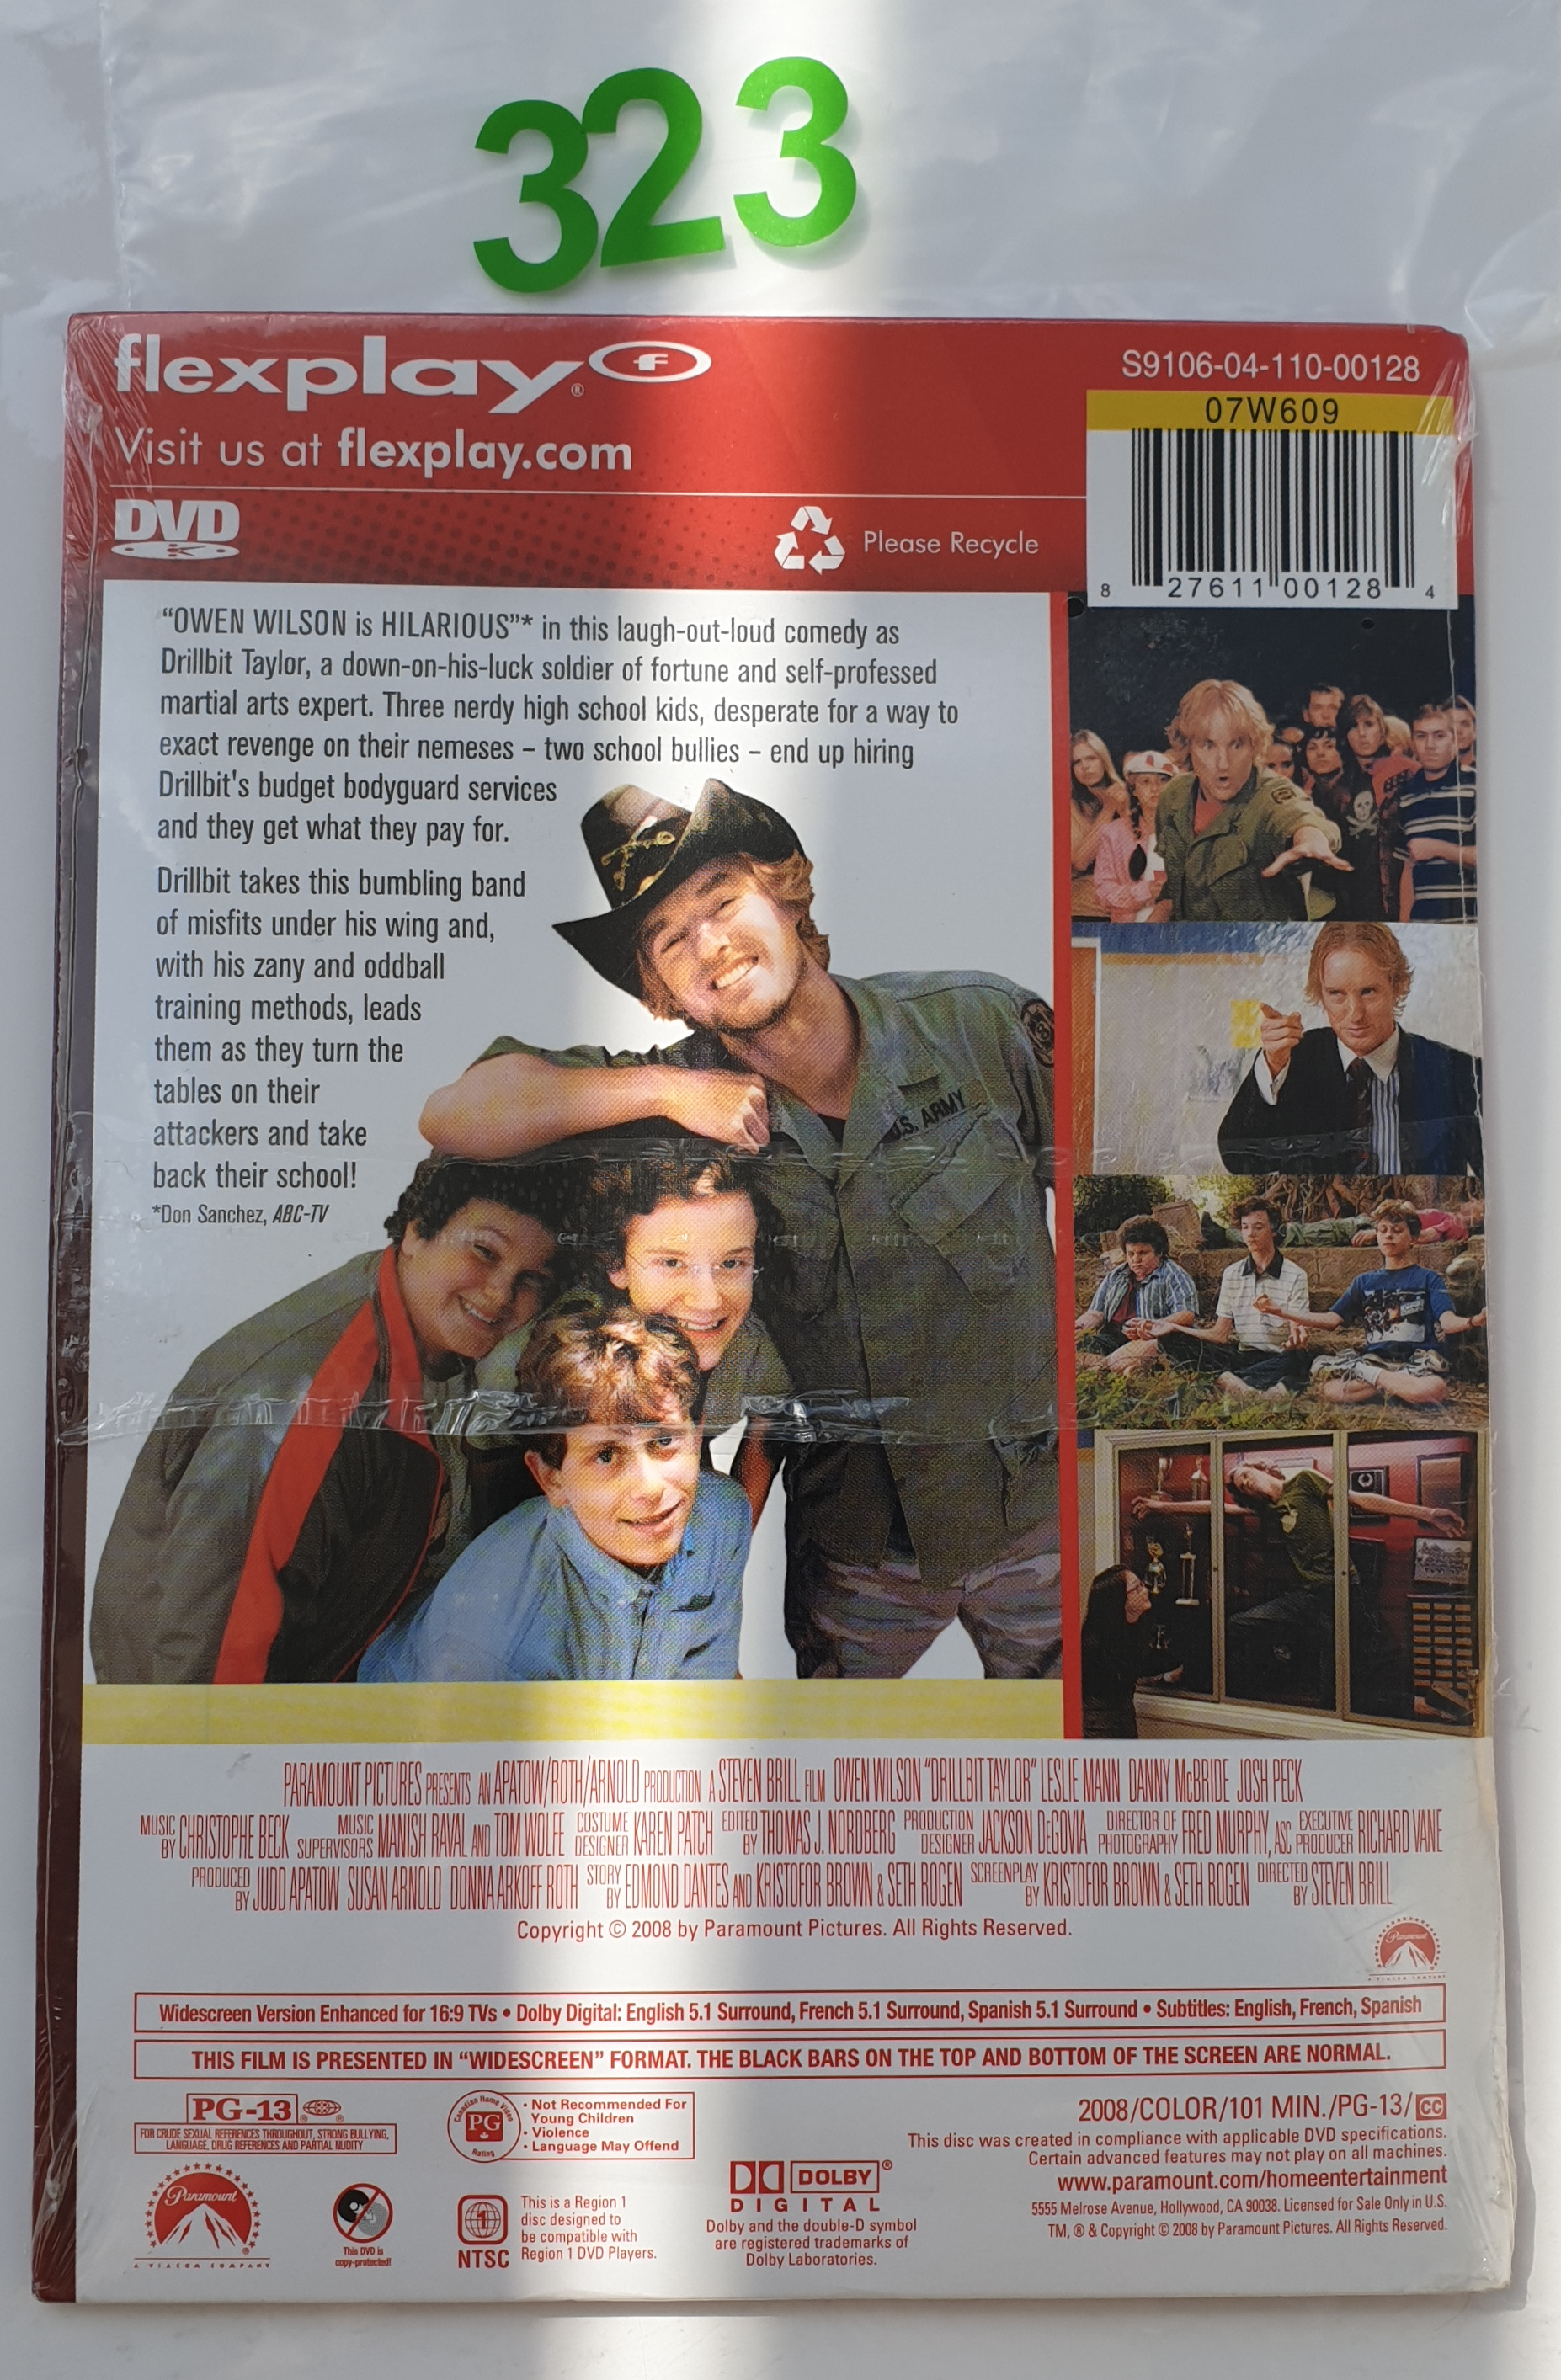 323
flexplay®
Visit us at flexplay.com
S9106-04-110-00128
07W609
8 27611 00128 4
DVD
Please Recycle
“OWEN WILSON is HILARIOUS”* in this laugh-out-loud comedy as
Drillbit Taylor, a down-on-his-luck soldier of fortune and self-professed
martial arts expert. Three nerdy high school kids, desperate for a way to
exact revenge on their nemeses – two school bullies – end up hiring
Drillbit's budget bodyguard services
and they get what they pay for.
Drillbit takes this bumbling band
of misfits under his wing and,
with his zany and oddball
training methods, leads
them as they turn the
tables on their
attackers and take
back their school!
*Don Sanchez, ABC-TV
U.S. ARMY
PARAMOUNT PICTURES PRESENTS AN APATOW/ROTH/ARNOLD PRODUCTION A STEVEN BRILL FILM OWEN WILSON “DRILLBIT TAYLOR” LESLIE MANN DANNY McBRIDE JOSH PECK
MUSIC BY CHRISTOPHE BECK MUSIC SUPERVISORS MANISH RAVAL AND TOM WOLFE COSTUME DESIGNER KAREN PATCH EDITED BY THOMAS J. NORDBERG PRODUCTION DESIGNER JACKSON DeGOVIA DIRECTOR OF PHOTOGRAPHY FRED MURPHY, ASC EXECUTIVE PRODUCER RICHARD VANE
PRODUCED BY JUDD APATOW SUSAN ARNOLD DONNA ARKOFF ROTH STORY BY EDMOND DANTES AND KRISTOFOR BROWN & SETH ROGEN SCREENPLAY BY KRISTOFOR BROWN & SETH ROGEN DIRECTED BY STEVEN BRILL
Copyright © 2008 by Paramount Pictures. All Rights Reserved.
Paramount
A VIACOM COMPANY
Widescreen Version Enhanced for 16:9 TVs • Dolby Digital: English 5.1 Surround, French 5.1 Surround, Spanish 5.1 Surround • Subtitles: English, French, Spanish
THIS FILM IS PRESENTED IN “WIDESCREEN” FORMAT. THE BLACK BARS ON THE TOP AND BOTTOM OF THE SCREEN ARE NORMAL.
PG-13 ® ®
FOR CRUDE SEXUAL REFERENCES THROUGHOUT, STRONG BULLYING,
LANGUAGE, DRUG REFERENCES AND PARTIAL NUDITY
Canadian Home Video
PG
Rating
• Not Recommended For
Young Children
• Violence
• Language May Offend
2008/COLOR/101 MIN./PG-13/CC
This disc was created in compliance with applicable DVD specifications.
Certain advanced features may not play on all machines.
www.paramount.com/homeentertainment
5555 Melrose Avenue, Hollywood, CA 90038. Licensed for Sale Only in U.S.
TM, ® & Copyright © 2008 by Paramount Pictures. All Rights Reserved.
Paramount
®
A VIACOM COMPANY
This DVD is
copy-protected!
1
NTSC
This is a Region 1
disc designed to
be compatible with
Region 1 DVD Players.
DOLBY®
DIGITAL
Dolby and the double-D symbol
are registered trademarks of
Dolby Laboratories.